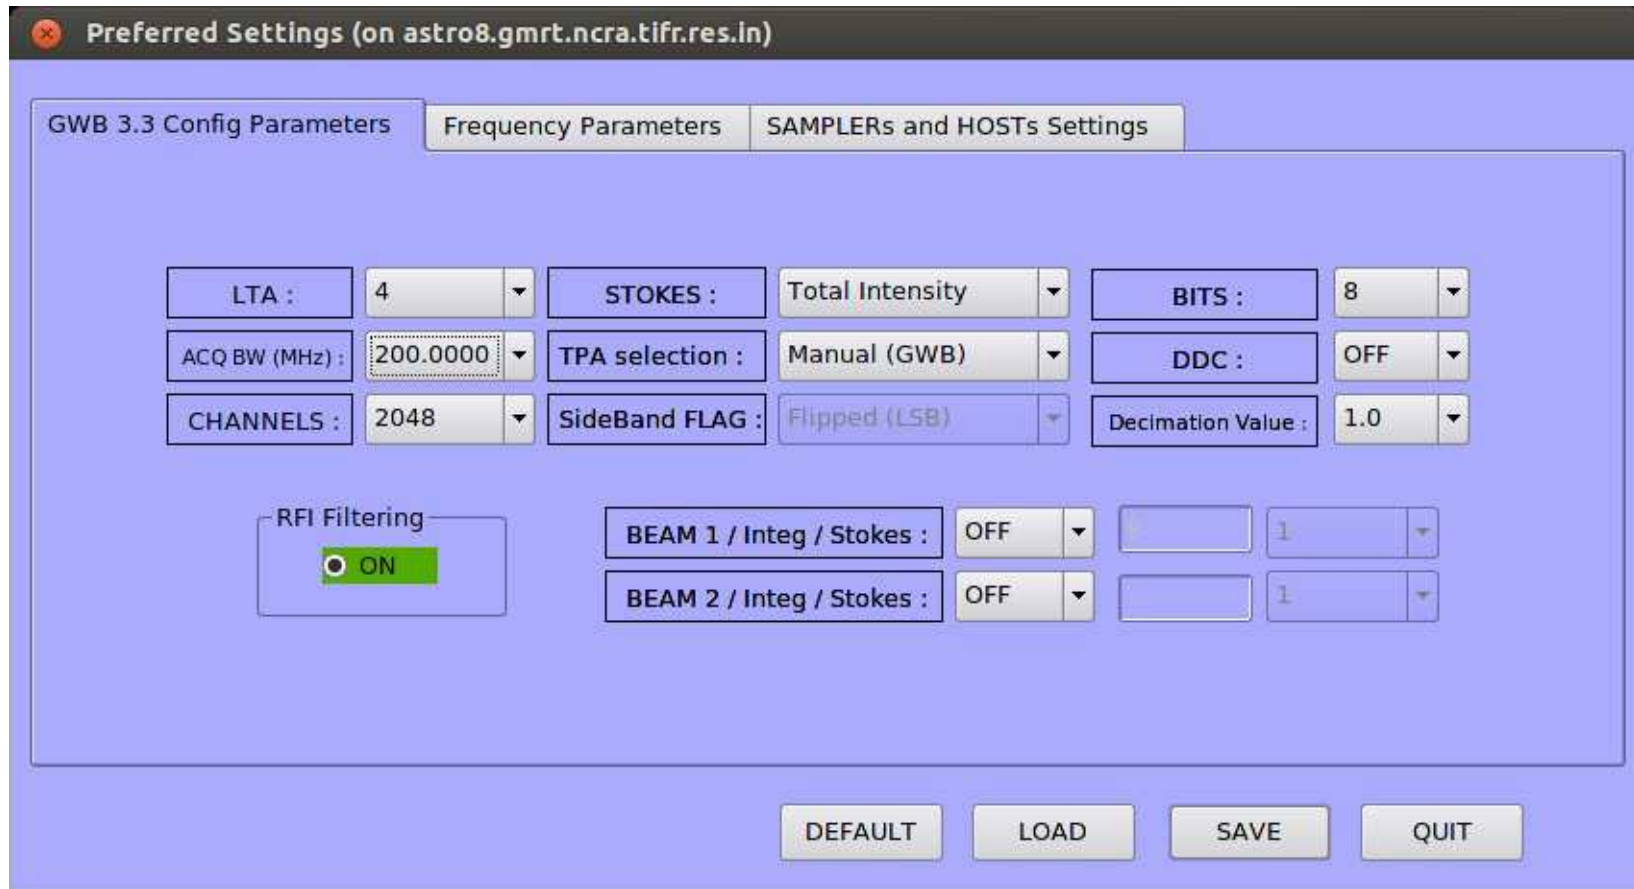 Preferred Settings (on astro8.gmrt.ncra.tifr.res.in)
GWB 3.3 Config Parameters Frequency Parameters SAMPLERs and HOSTs Settings
LTA : 4 STOKES : Total Intensity BITS : 8
ACQ BW (MHz) : 200.0000 TPA selection : Manual (GWB) DDC : OFF
CHANNELS : 2048 SideBand FLAG : Flipped (LSB) Decimation Value : 1.0
RFI Filtering
ON
BEAM 1 / Integ / Stokes : OFF 1
BEAM 2 / Integ / Stokes : OFF 1
DEFAULT LOAD SAVE QUIT